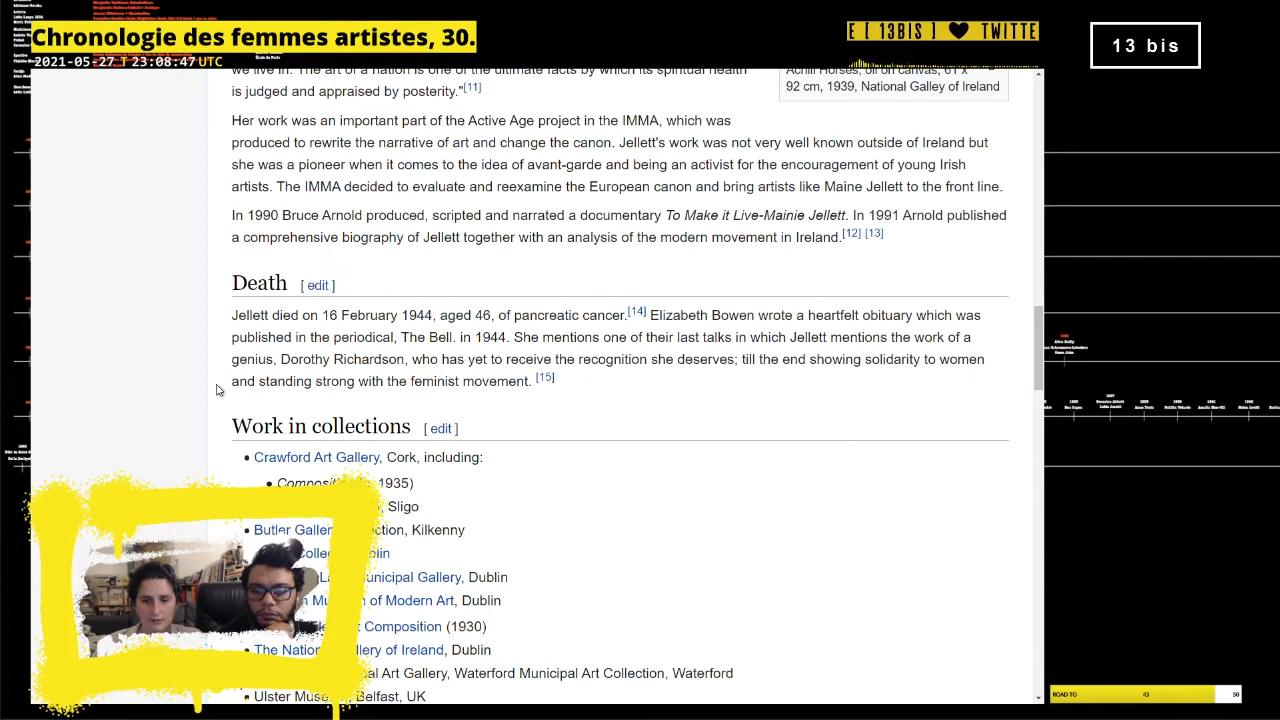 Chronologie des femmes artistes, 30.
E [ 13BIS ] TWITTE
13 bis
2021-05-27 T 23:08:47 UTC
we live in. The art of a nation is one of the ultimate facts by which its spiritual health
is judged and appraised by posterity."[11]
Achill Horses, oil on canvas, 61 x
92 cm, 1939, National Galley of Ireland
Her work was an important part of the Active Age project in the IMMA, which was
produced to rewrite the narrative of art and change the canon. Jellett's work was not very well known outside of Ireland but
she was a pioneer when it comes to the idea of avant-garde and being an activist for the encouragement of young Irish
artists. The IMMA decided to evaluate and reexamine the European canon and bring artists like Maine Jellett to the front line.
In 1990 Bruce Arnold produced, scripted and narrated a documentary To Make it Live-Mainie Jellett. In 1991 Arnold published
a comprehensive biography of Jellett together with an analysis of the modern movement in Ireland.[12] [13]
Death [ edit ]
Jellett died on 16 February 1944, aged 46, of pancreatic cancer.[14] Elizabeth Bowen wrote a heartfelt obituary which was
published in the periodical, The Bell. in 1944. She mentions one of their last talks in which Jellett mentions the work of a
genius, Dorothy Richardson, who has yet to receive the recognition she deserves; till the end showing solidarity to women
and standing strong with the feminist movement. [15]
Work in collections [ edit ]
Crawford Art Gallery, Cork, including:
1935)
Sligo
Butler Kilkenny
Municipal Gallery, Dublin
of Modern Art, Dublin
Composition (1930)
The of Ireland, Dublin
Art Gallery, Waterford Municipal Art Collection, Waterford
Ulster Belfast, UK
ROAD TO 43 50